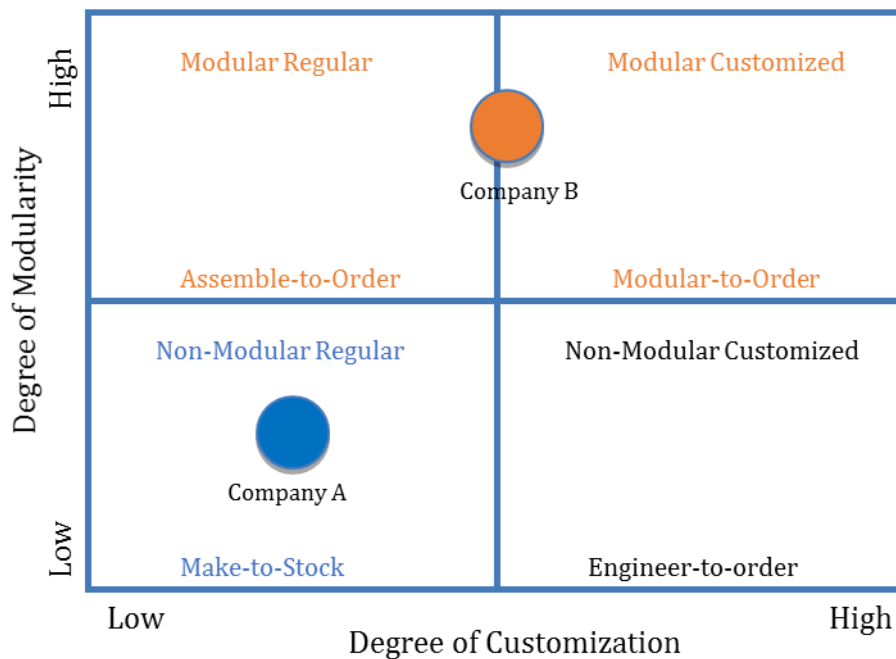 High
Modular Regular
Modular Customized
Company B
Assemble-to-Order
Modular-to-Order
Degree of Modularity
Non-Modular Regular
Non-Modular Customized
Company A
Low
Make-to-Stock
Engineer-to-order
Low
High
Degree of Customization